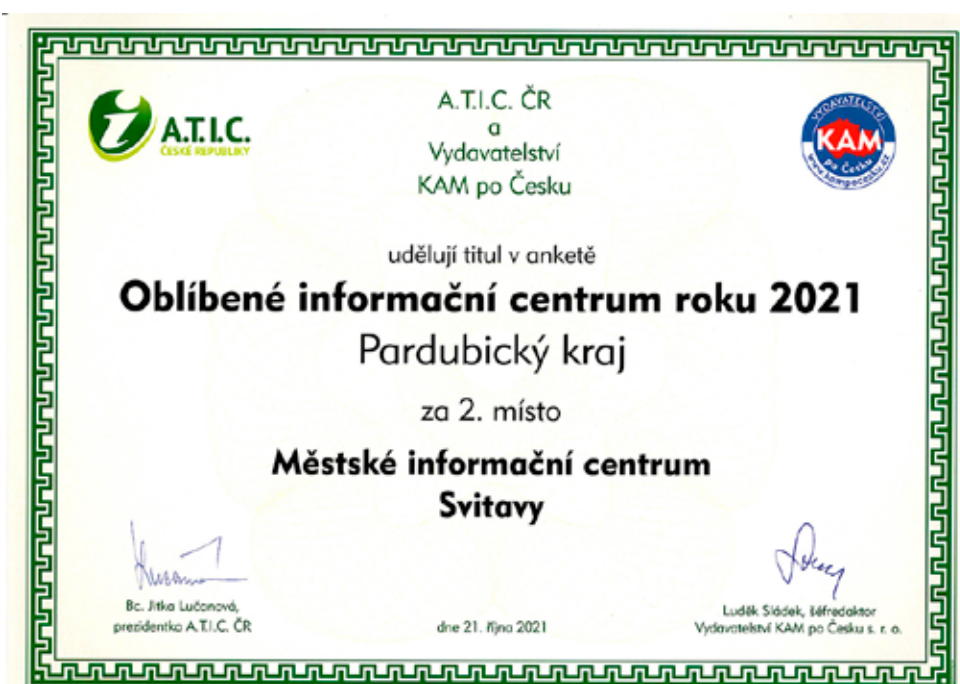 A.T.I.C.
ČESKÉ REPUBLIKY
A.T.I.C. ČR
a
Vydavatelství
KAM po Česku
VYDAVATELSTVÍ
KAM
po Česku
www.kampocesku.cz
udělují titul v anketě
Oblíbené informační centrum roku 2021
Pardubický kraj
za 2. místo
Městské informační centrum
Svitavy
Bc. Jitka Lučanová,
prezidentka A.T.I.C. ČR
dne 21. října 2021
Luděk Sládek, šéfredaktor
Vydavatelství KAM po Česku s. r. o.